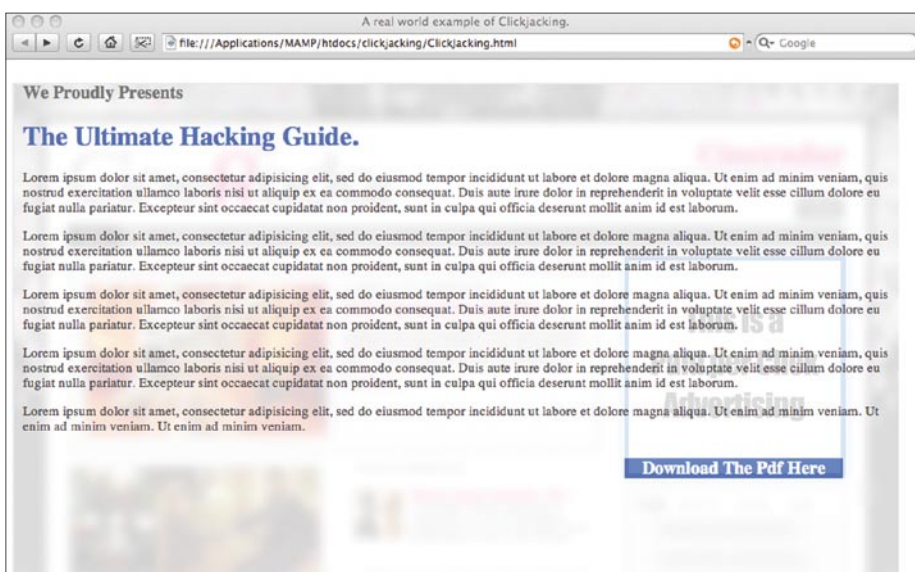 A real world example of Clickjacking.
file:///Applications/MAMP/htdocs/clickjacking/Clickjacking.html
Google
We Proudly Presents
The Ultimate Hacking Guide.
Lorem ipsum dolor sit amet, consectetur adipisicing elit, sed do eiusmod tempor incididunt ut labore et dolore magna aliqua. Ut enim ad minim veniam, quis
nostrud exercitation ullamco laboris nisi ut aliquip ex ea commodo consequat. Duis aute irure dolor in reprehenderit in voluptate velit esse cillum dolore eu
fugiat nulla pariatur. Excepteur sint occaecat cupidatat non proident, sunt in culpa qui officia deserunt mollit anim id est laborum.
Lorem ipsum dolor sit amet, consectetur adipisicing elit, sed do eiusmod tempor incididunt ut labore et dolore magna aliqua. Ut enim ad minim veniam, quis
nostrud exercitation ullamco laboris nisi ut aliquip ex ea commodo consequat. Duis aute irure dolor in reprehenderit in voluptate velit esse cillum dolore eu
fugiat nulla pariatur. Excepteur sint occaecat cupidatat non proident, sunt in culpa qui officia deserunt mollit anim id est laborum.
Lorem ipsum dolor sit amet, consectetur adipisicing elit, sed do eiusmod tempor incididunt ut labore et dolore magna aliqua. Ut enim ad minim veniam, quis
nostrud exercitation ullamco laboris nisi ut aliquip ex ea commodo consequat. Duis aute irure dolor in reprehenderit in voluptate velit esse cillum dolore eu
fugiat nulla pariatur. Excepteur sint occaecat cupidatat non proident, sunt in culpa qui officia deserunt mollit anim id est laborum.
Lorem ipsum dolor sit amet, consectetur adipisicing elit, sed do eiusmod tempor incididunt ut labore et dolore magna aliqua. Ut enim ad minim veniam, quis
nostrud exercitation ullamco laboris nisi ut aliquip ex ea commodo consequat. Duis aute irure dolor in reprehenderit in voluptate velit esse cillum dolore eu
fugiat nulla pariatur. Excepteur sint occaecat cupidatat non proident, sunt in culpa qui officia deserunt mollit anim id est laborum.
Lorem ipsum dolor sit amet, consectetur adipisicing elit, sed do eiusmod tempor incididunt ut labore et dolore magna aliqua. Ut enim ad minim veniam. Ut
enim ad minim veniam. Ut enim ad minim veniam.
This is a
Advertising
Download The Pdf Here